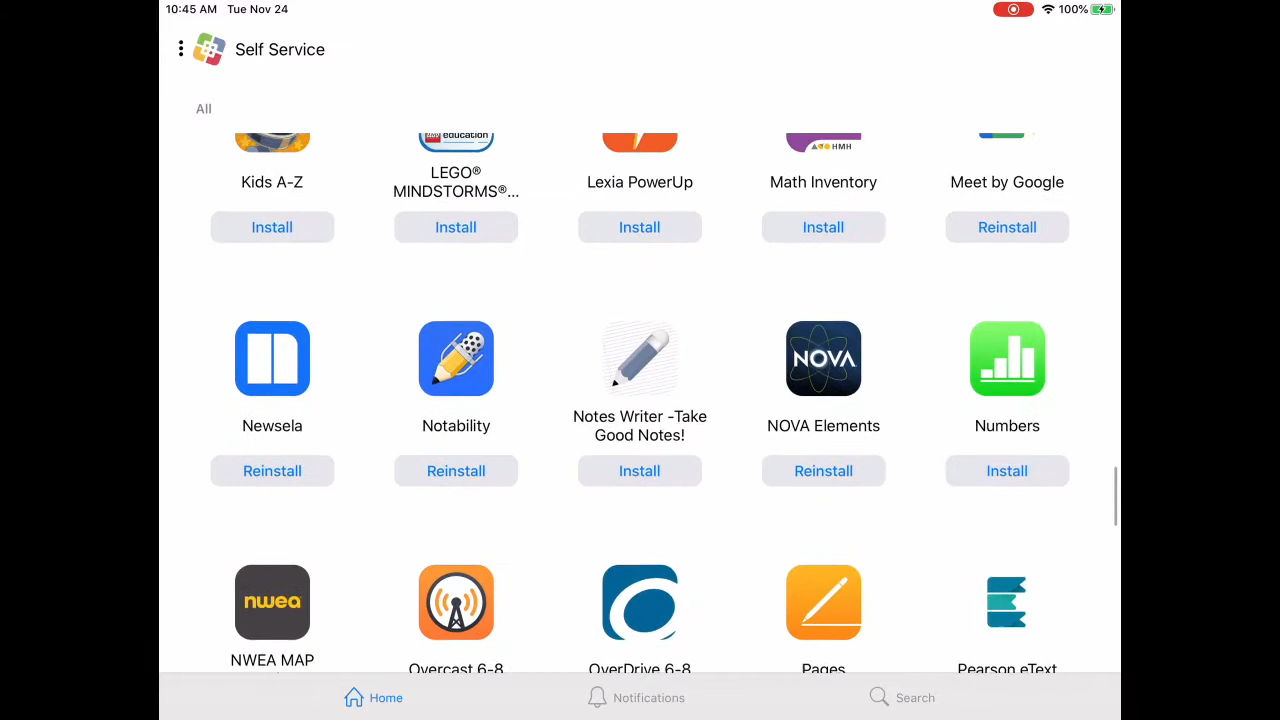 10:45 AM Tue Nov 24
100%
Self Service
All
education
HMH
Kids A-Z
LEGO®
MINDSTORMS®...
Lexia PowerUp
Math Inventory
Meet by Google
Install
Install
Install
Install
Reinstall
NOVA
Newsela
Notability
Notes Writer -Take
Good Notes!
NOVA Elements
Numbers
Reinstall
Reinstall
Install
Reinstall
Install
nwea
NWEA MAP
Overcast 6-8
OverDrive 6-8
Pages
Pearson eText
Home
Notifications
Search